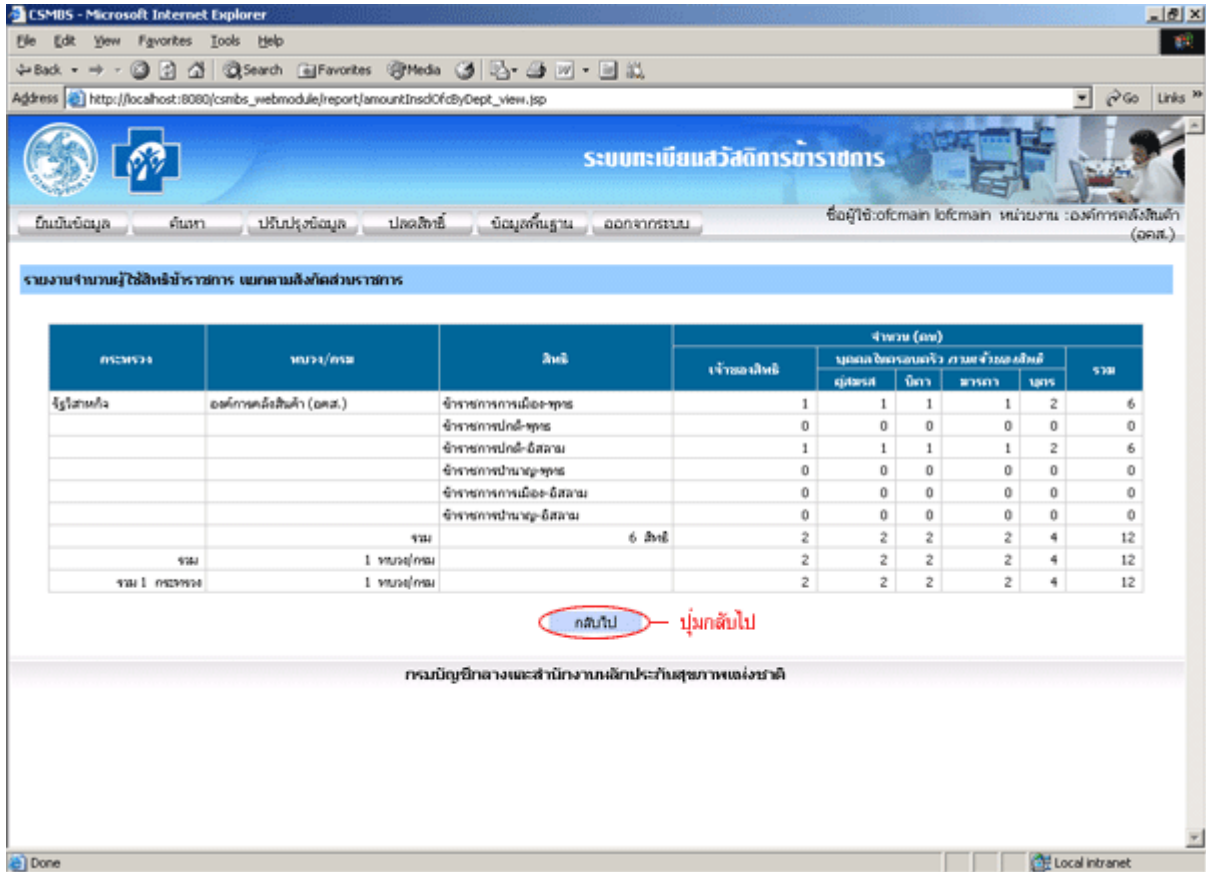 CSMBS - Microsoft Internet Explorer
File Edit View Favorites Tools Help
Back Search Favorites Media
Address http://localhost:8080/csmbs_webmodule/report/amountInsclOfcByDept_view.jsp Go Links »
ระบบทะเบียนสวัสดิการข้าราชการ
ยืนยันข้อมูล ค้นหา ปรับปรุงข้อมูล ปลดสิทธิ์ ข้อมูลพื้นฐาน ออกจากระบบ ชื่อผู้ใช้:ofcmain lofcmain หน่วยงาน :องค์การคลังสินค้า
(อคส.)
รายงานจำนวนผู้ใช้สิทธิข้าราชการ แยกตามสังกัดส่วนราชการ
กระทรวง ทบวง/กรม สิทธิ จำนวน (คน)
เจ้าของสิทธิ บุคคลในครอบครัว รวม
คู่สมรส บิดา มารดา บุตร
รัฐวิสาหกิจ องค์การคลังสินค้า (อคส.) ข้าราชการการเมือง-พุทธ 1 1 1 1 2 6
ข้าราชการปกติ-พุทธ 0 0 0 0 0 0
ข้าราชการปกติ-อิสลาม 1 1 1 1 2 6
ข้าราชการบำนาญ-พุทธ 0 0 0 0 0 0
ข้าราชการการเมือง-อิสลาม 0 0 0 0 0 0
ข้าราชการบำนาญ-อิสลาม 0 0 0 0 0 0
รวม 6 สิทธิ 2 2 2 2 4 12
รวม 1 ทบวง/กรม 2 2 2 2 4 12
รวม 1 กระทรวง 1 ทบวง/กรม 2 2 2 2 4 12
กลับไป ปุ่มกลับไป
กรมบัญชีกลางและสำนักงานหลักประกันสุขภาพแห่งชาติ
Done Local intranet